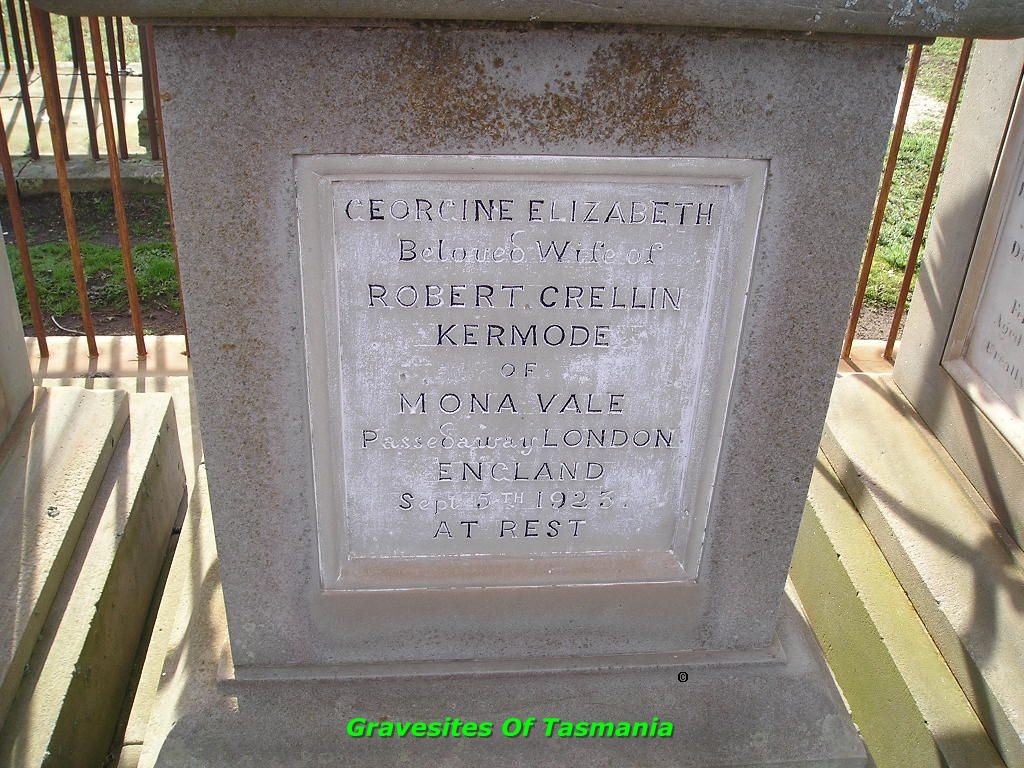 GEORGINE ELIZABETH
Beloved Wife of
ROBERT CRELLIN
KERMODE
OF
MONA VALE
Passed away LONDON
ENGLAND
Sept 5TH 1923.
AT REST
©
Gravesites Of Tasmania